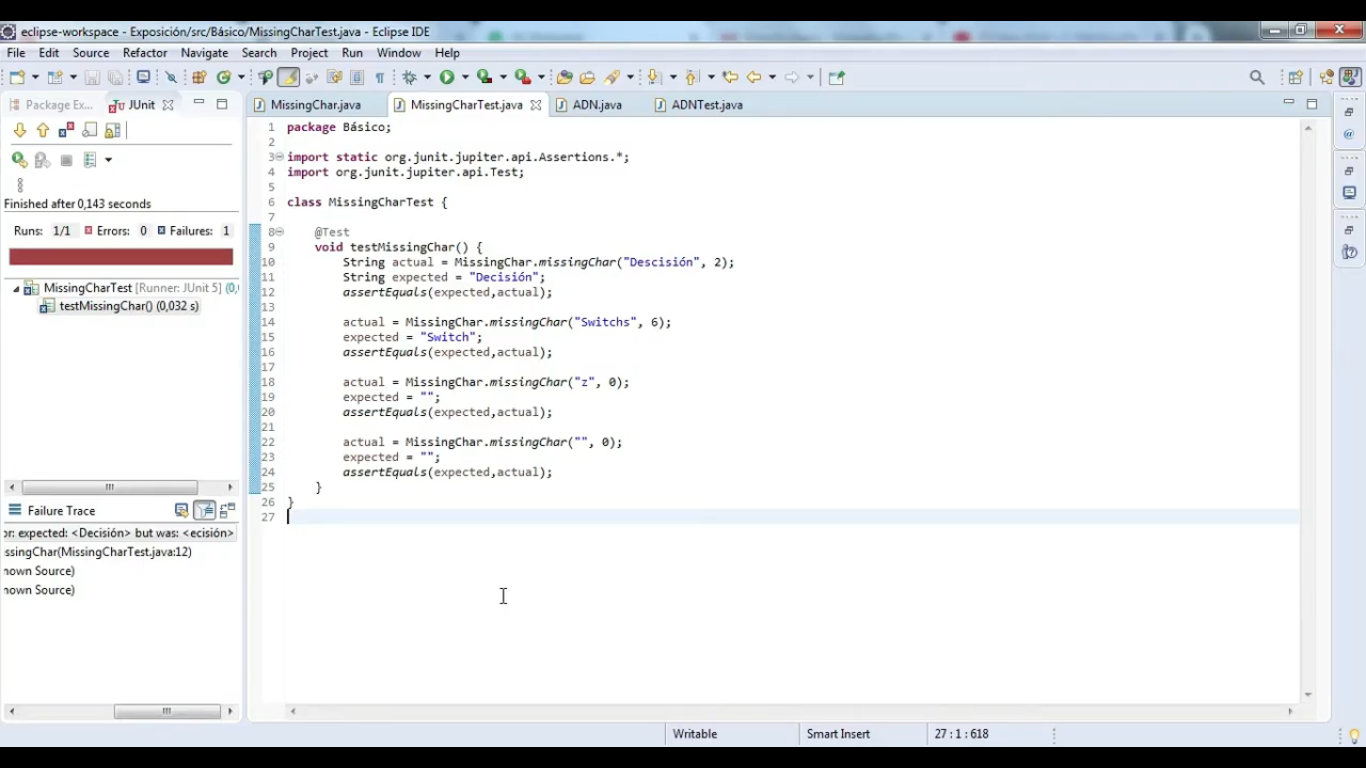 eclipse-workspace - Exposición/src/Básico/MissingCharTest.java - Eclipse IDE
File Edit Source Refactor Navigate Search Project Run Window Help
Package Ex... JUnit
MissingChar.java MissingCharTest.java ADN.java ADNTest.java
Finished after 0,143 seconds
Runs: 1/1 Errors: 0 Failures: 1
MissingCharTest [Runner: JUnit 5] (0,0
testMissingChar() (0,032 s)
Failure Trace
or: expected: <Decisión> but was: <ecisión>
ssingChar(MissingCharTest.java:12)
nown Source)
nown Source)
1 package Básico;
2
3 import static org.junit.jupiter.api.Assertions.*;
4 import org.junit.jupiter.api.Test;
5
6 class MissingCharTest {
7
8 @Test
9 void testMissingChar() {
10 String actual = MissingChar.missingChar("Descisión", 2);
11 String expected = "Decisión";
12 assertEquals(expected,actual);
13
14 actual = MissingChar.missingChar("Switchs", 6);
15 expected = "Switch";
16 assertEquals(expected,actual);
17
18 actual = MissingChar.missingChar("z", 0);
19 expected = "";
20 assertEquals(expected,actual);
21
22 actual = MissingChar.missingChar("", 0);
23 expected = "";
24 assertEquals(expected,actual);
25 }
26 }
27
Writable Smart Insert 27 : 1 : 618